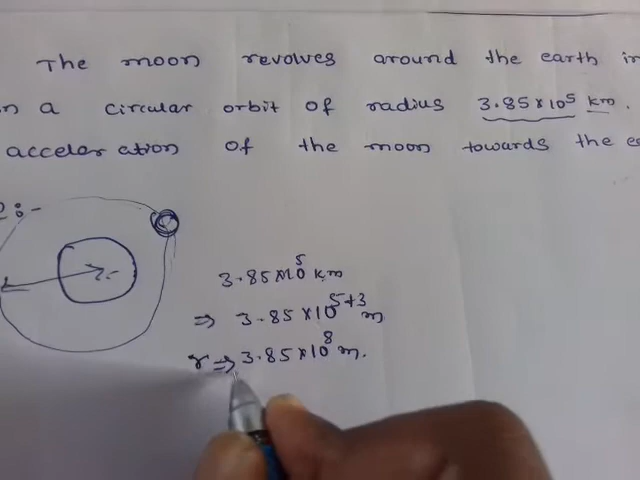 The moon revolves around the earth in
in a circular orbit of radius 3.85×10⁵ km.
acceleration of the moon towards the
:-
3.85×10⁵ km
⇒ 3.85×10⁵⁺³ m
r ⇒ 3.85×10⁸ m.